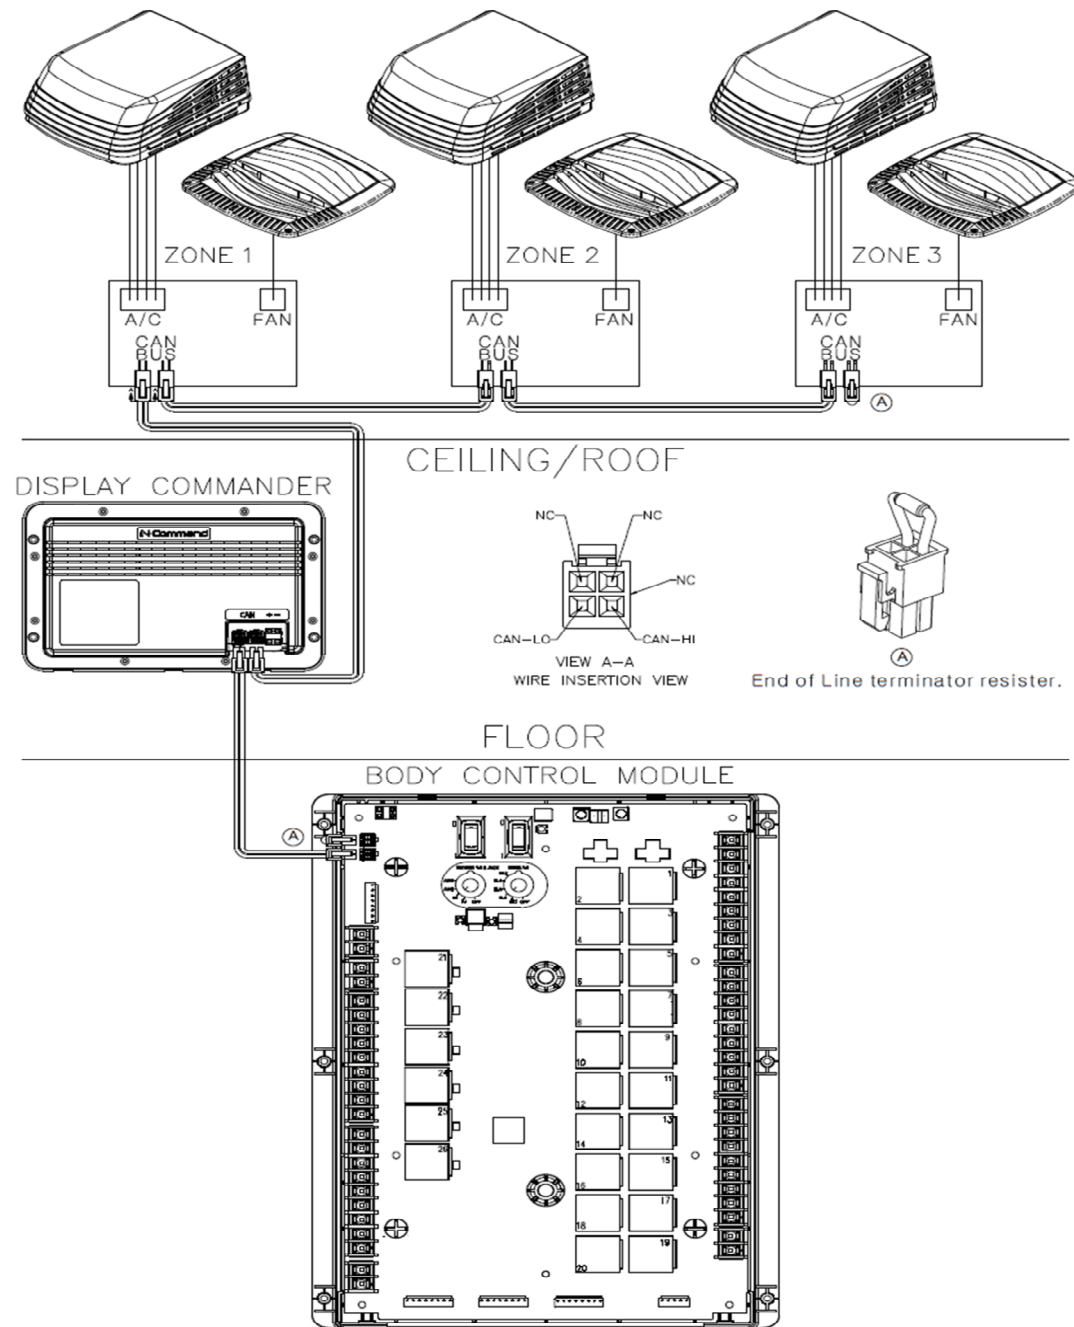 ZONE 1
ZONE 2
ZONE 3
A/C
FAN
A/C
FAN
A/C
FAN
CAN
BUS
CAN
BUS
CAN
BUS
A
CEILING/ROOF
DISPLAY COMMANDER
iN·Command
CAN
NC
NC
NC
CAN-LO
CAN-HI
VIEW A-A
WIRE INSERTION VIEW
A
End of Line terminator resister.
FLOOR
BODY CONTROL MODULE
A
1
2
3
4
5
6
7
8
9
10
11
12
13
14
15
16
17
18
19
20
21
22
23
24
25
26